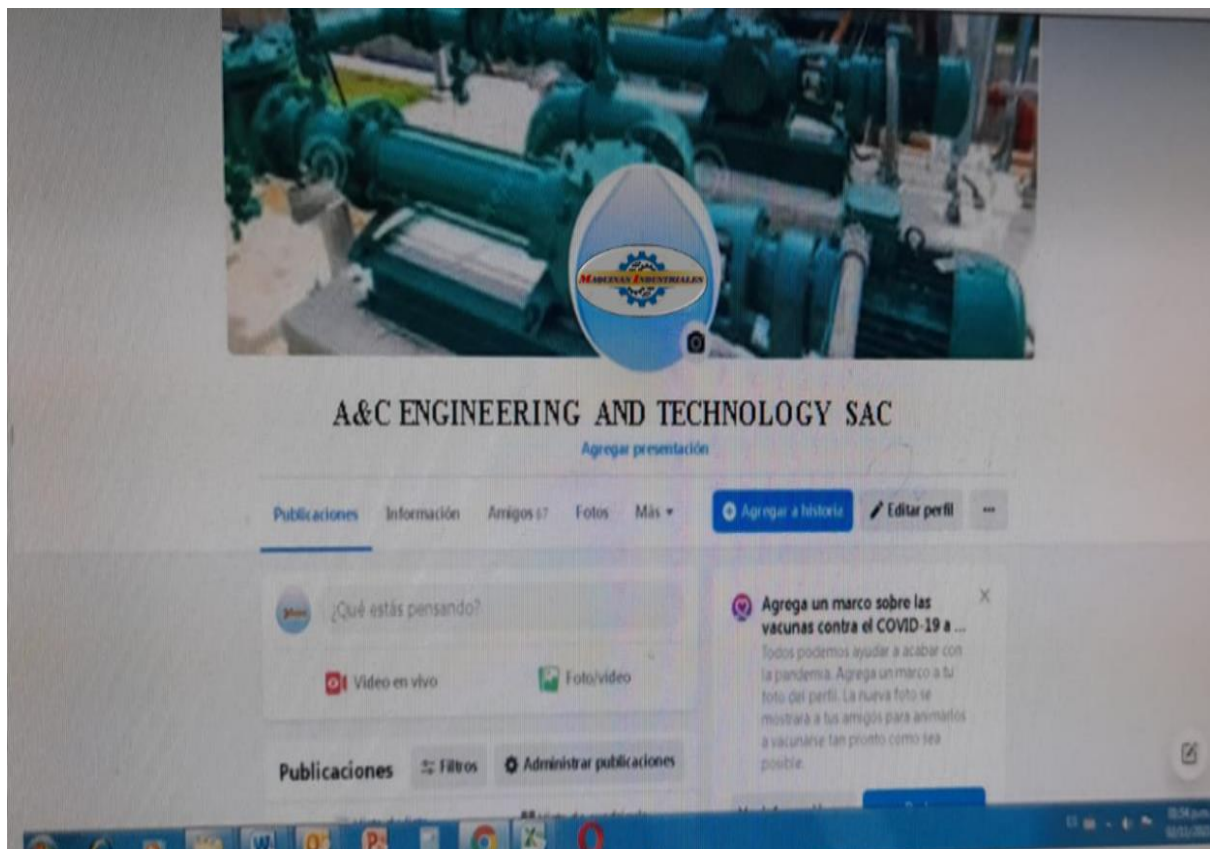 MAQUINAS INDUSTRIALES
A&C ENGINEERING AND TECHNOLOGY SAC
Agregar presentación
Publicaciones Información Amigos 67 Fotos Más
Agregar a historia Editar perfil ...
¿Qué estás pensando?
Video en vivo Foto/video
Agrega un marco sobre las
vacunas contra el COVID-19 a ...
Todos podemos ayudar a acabar con
la pandemia. Agrega un marco a tu
foto del perfil. La nueva foto se
mostrará a tus amigos para animarlos
a vacunarse tan pronto como sea
posible.
Publicaciones Filtros Administrar publicaciones
ES